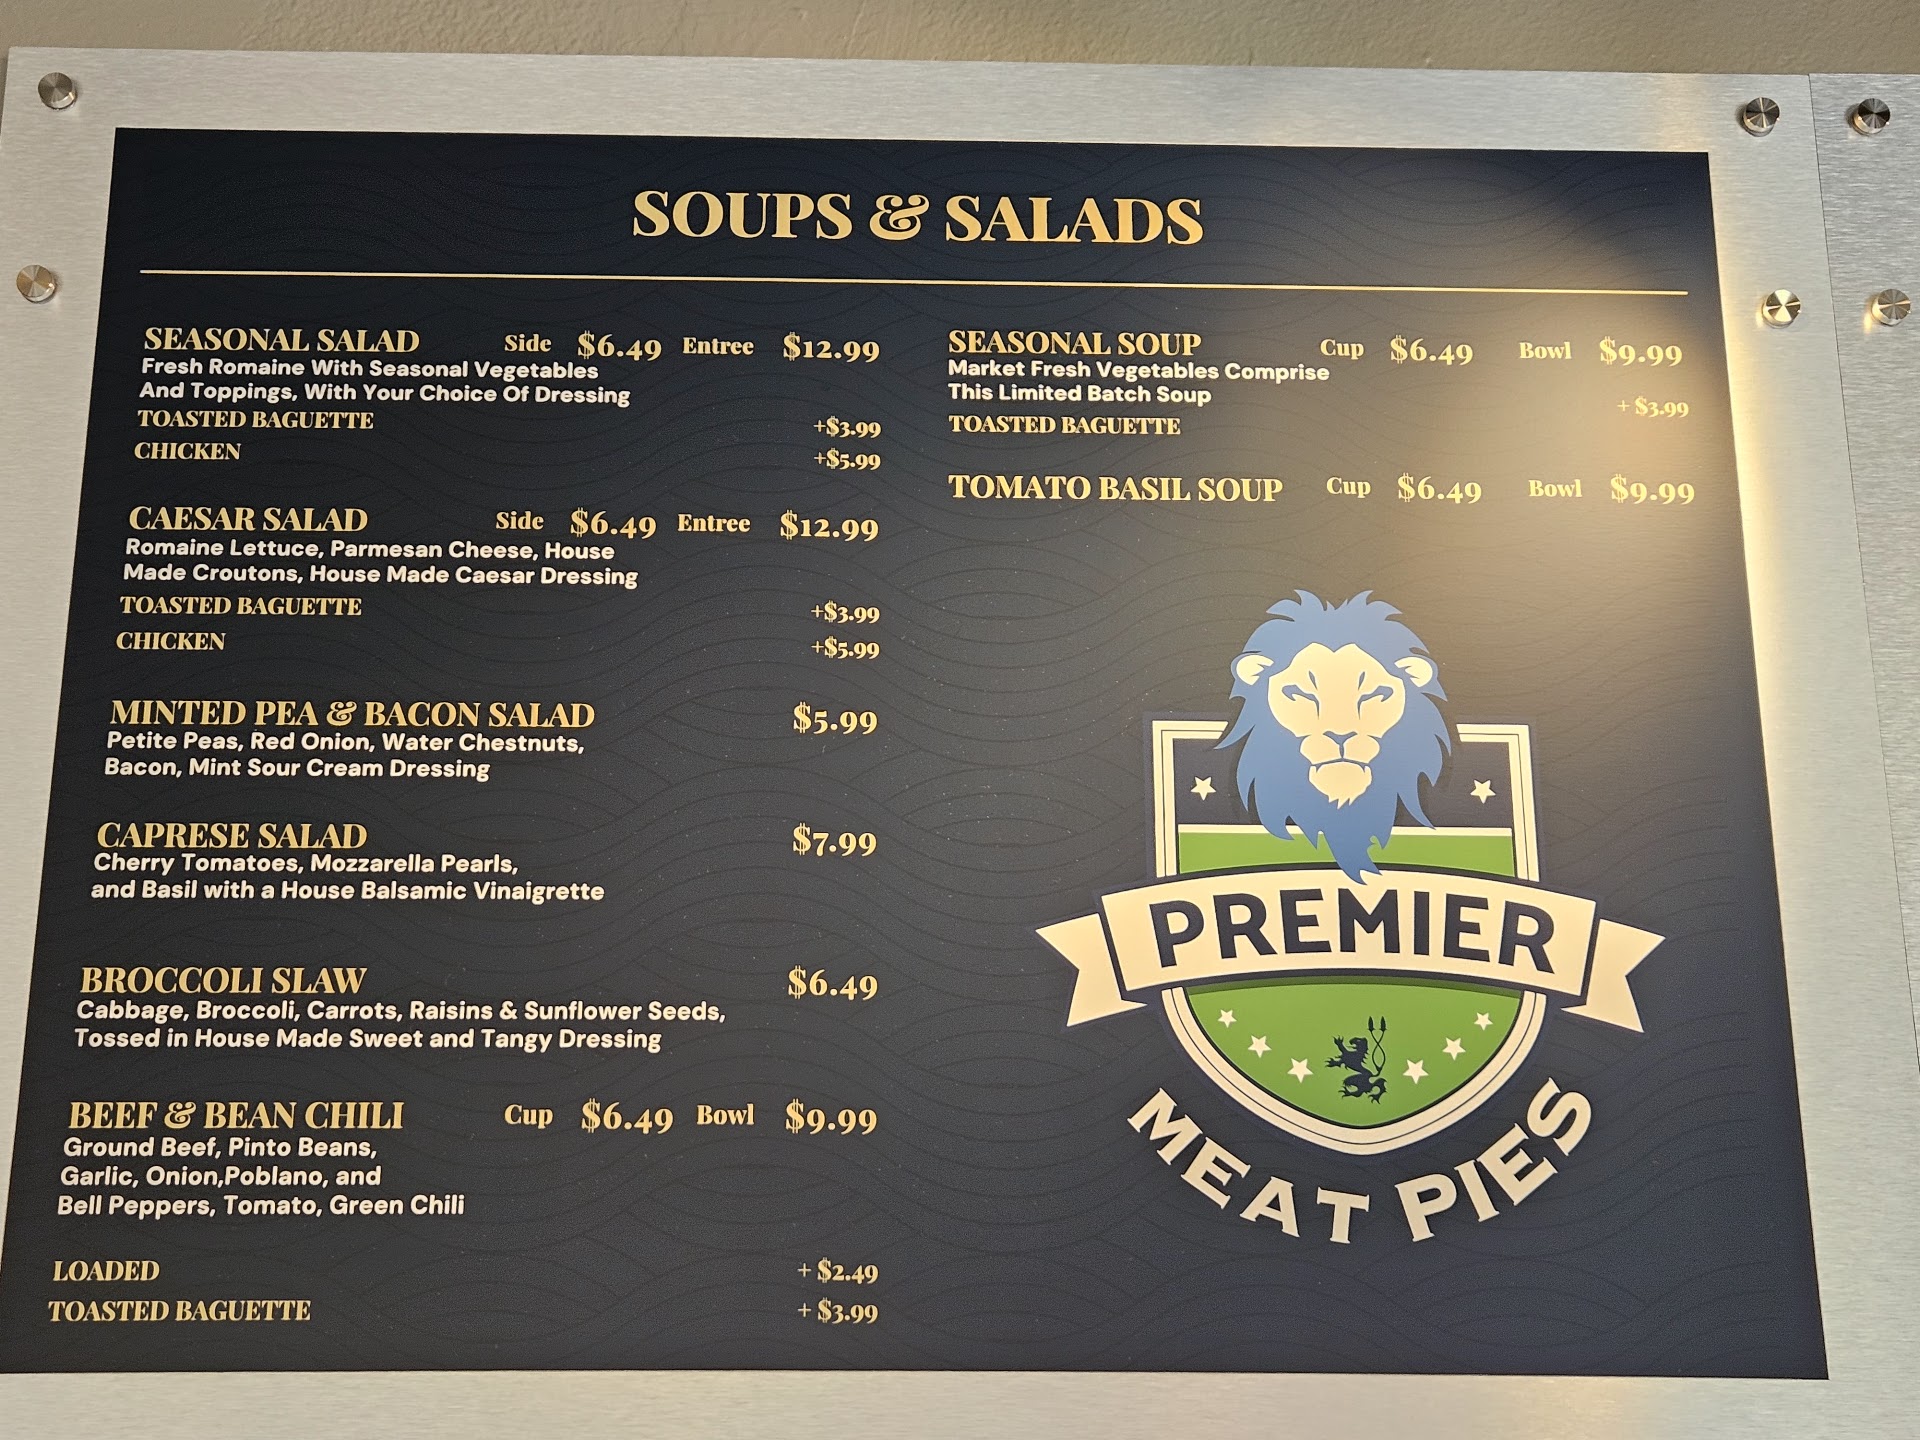 SOUPS & SALADS
SEASONAL SALAD Side $6.49 Entree $12.99
Fresh Romaine With Seasonal Vegetables
And Toppings, With Your Choice Of Dressing
TOASTED BAGUETTE +$3.99
CHICKEN +$5.99
CAESAR SALAD Side $6.49 Entree $12.99
Romaine Lettuce, Parmesan Cheese, House
Made Croutons, House Made Caesar Dressing
TOASTED BAGUETTE +$3.99
CHICKEN +$5.99
MINTED PEA & BACON SALAD $5.99
Petite Peas, Red Onion, Water Chestnuts,
Bacon, Mint Sour Cream Dressing
CAPRESE SALAD $7.99
Cherry Tomatoes, Mozzarella Pearls,
and Basil with a House Balsamic Vinaigrette
BROCCOLI SLAW $6.49
Cabbage, Broccoli, Carrots, Raisins & Sunflower Seeds,
Tossed in House Made Sweet and Tangy Dressing
BEEF & BEAN CHILI Cup $6.49 Bowl $9.99
Ground Beef, Pinto Beans,
Garlic, Onion,Poblano, and
Bell Peppers, Tomato, Green Chili
LOADED + $2.49
TOASTED BAGUETTE + $3.99
SEASONAL SOUP Cup $6.49 Bowl $9.99
Market Fresh Vegetables Comprise
This Limited Batch Soup
TOASTED BAGUETTE + $3.99
TOMATO BASIL SOUP Cup $6.49 Bowl $9.99
PREMIER
MEAT PIES